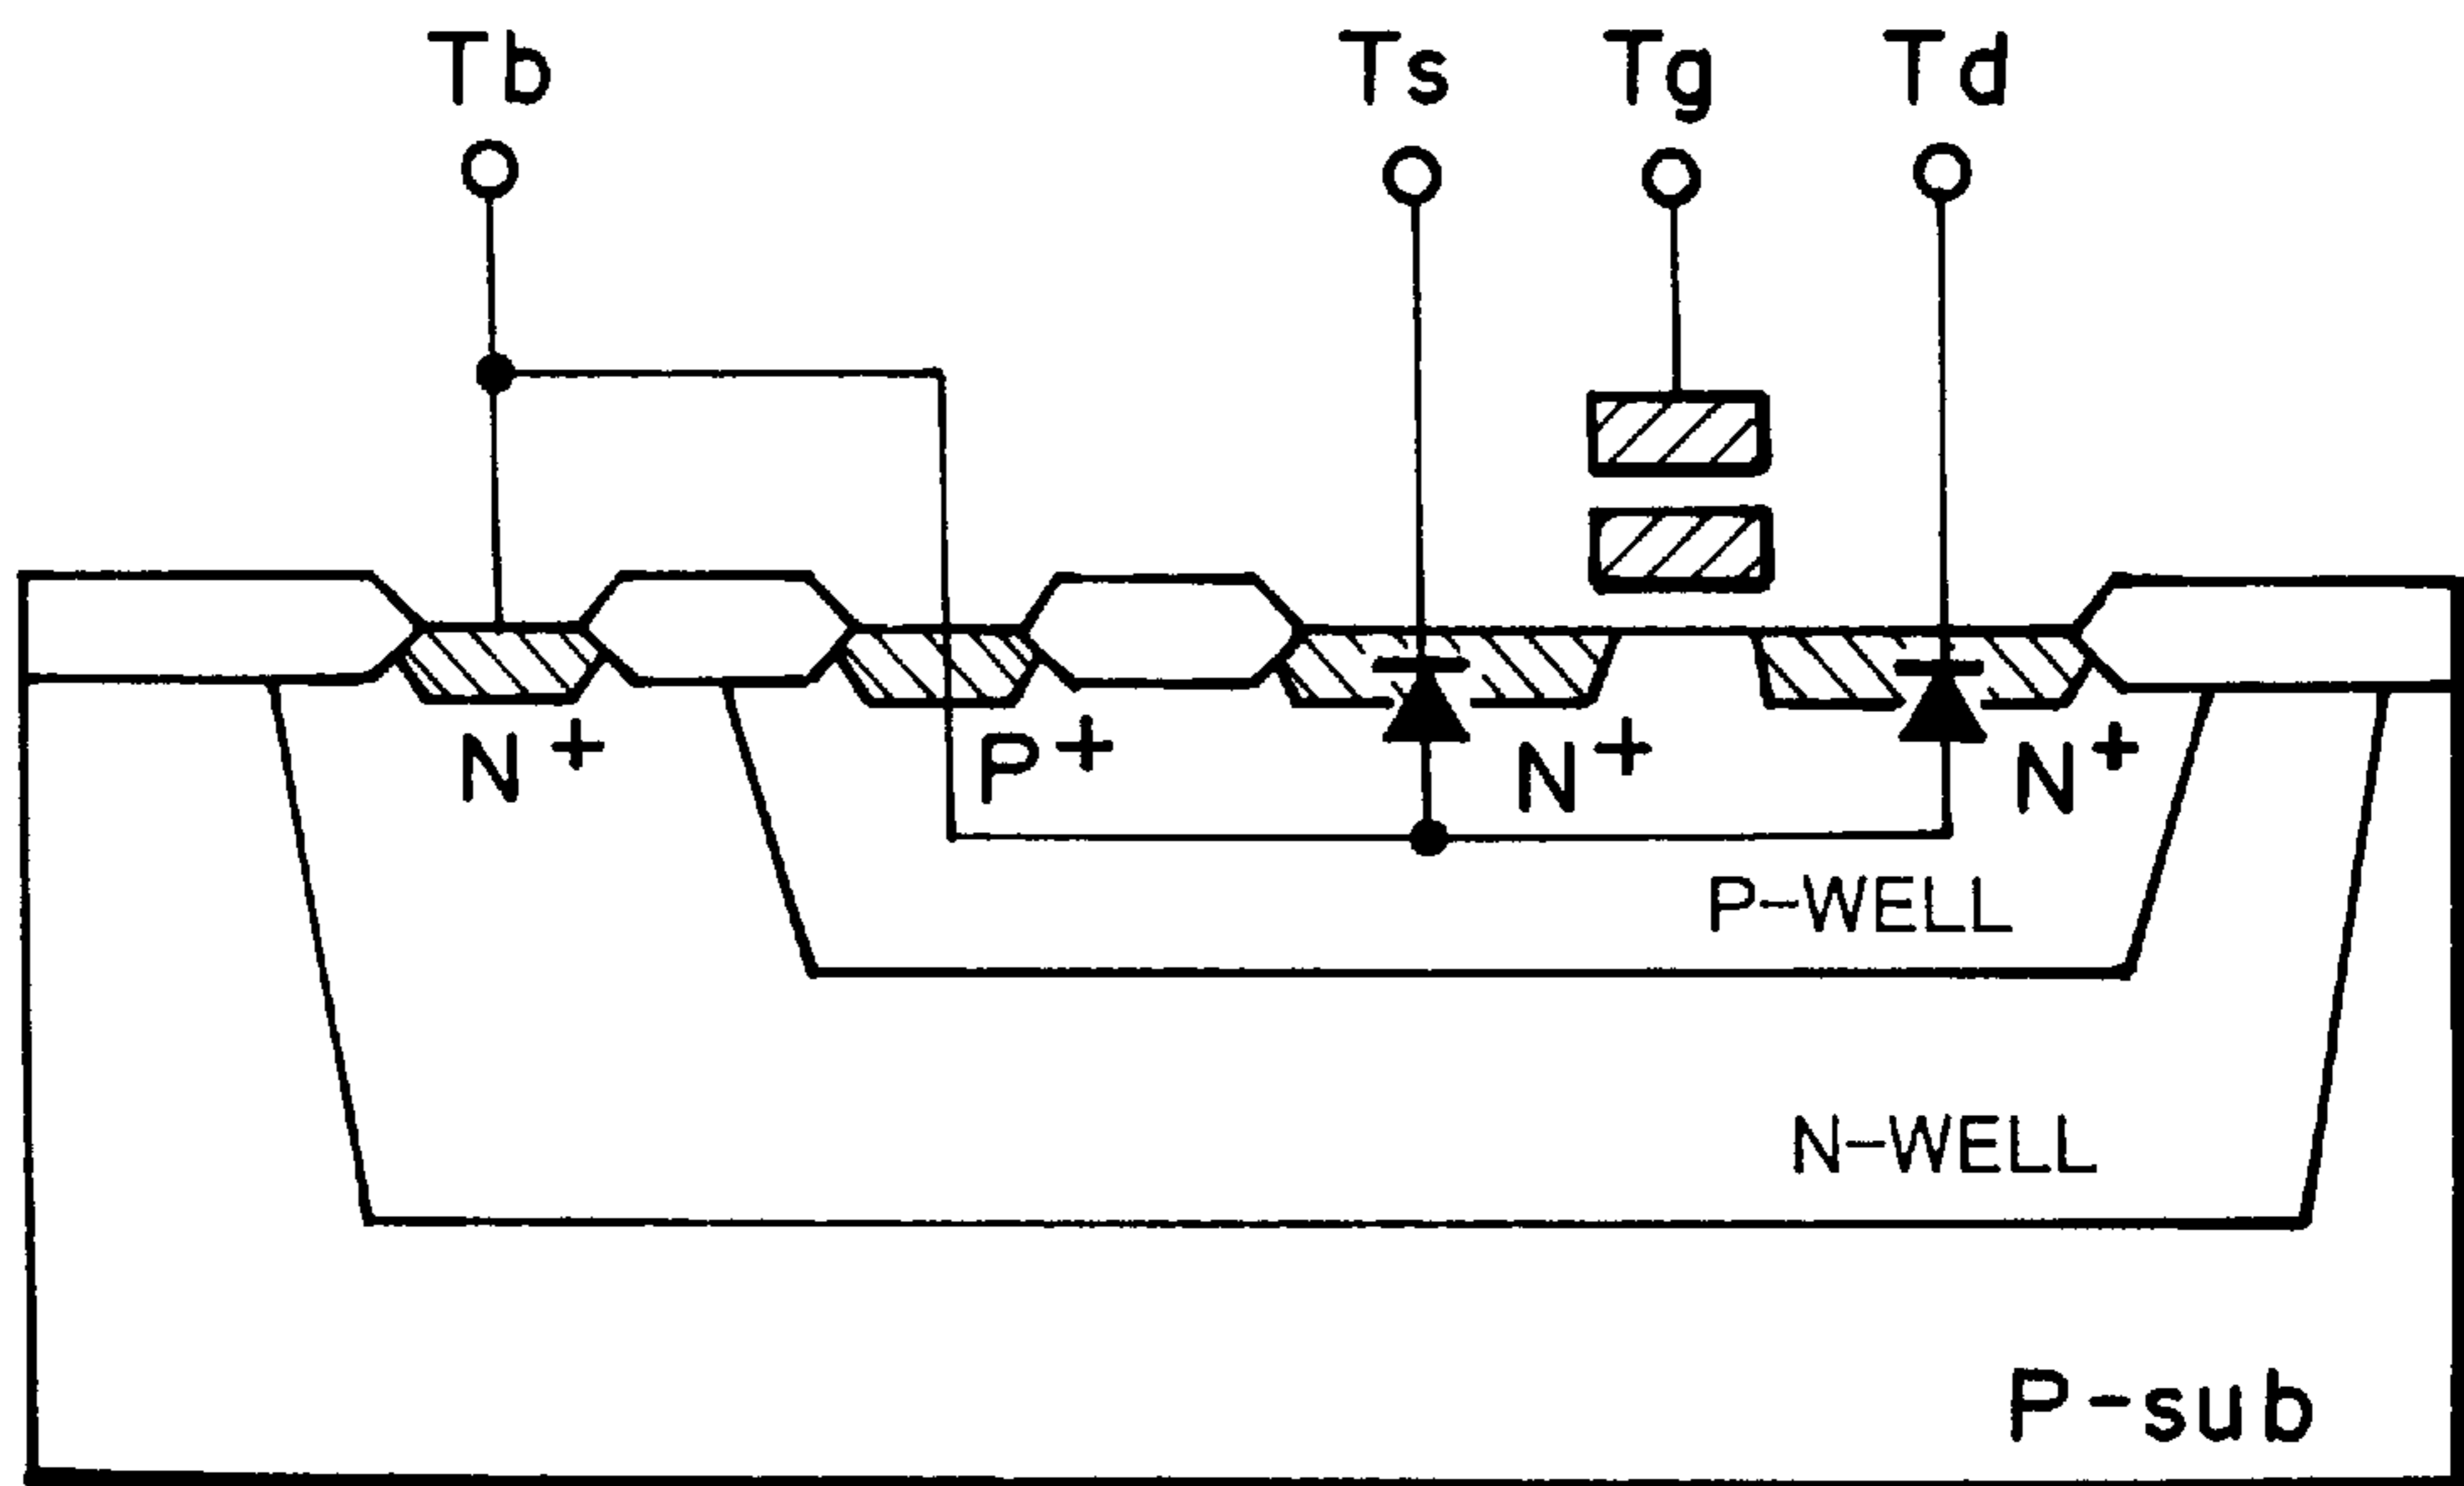 Tb Ts Tg Td
N+ P+ N+ N+
P-WELL
N-WELL
P-sub